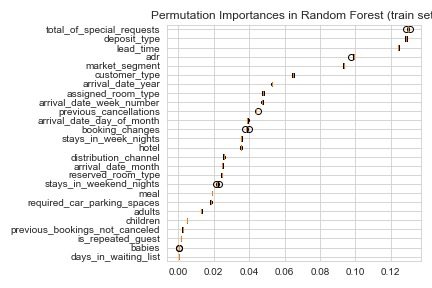 Permutation Importances in Random Forest (train set
total_of_special_requests
deposit_type
lead_time
adr
market_segment
customer_type
arrival_date_year
assigned_room_type
arrival_date_week_number
previous_cancellations
arrival_date_day_of_month
booking_changes
stays_in_week_nights
hotel
distribution_channel
arrival_date_month
reserved_room_type
stays_in_weekend_nights
meal
required_car_parking_spaces
adults
children
previous_bookings_not_canceled
is_repeated_guest
babies
days_in_waiting_list
0.00 0.02 0.04 0.06 0.08 0.10 0.12